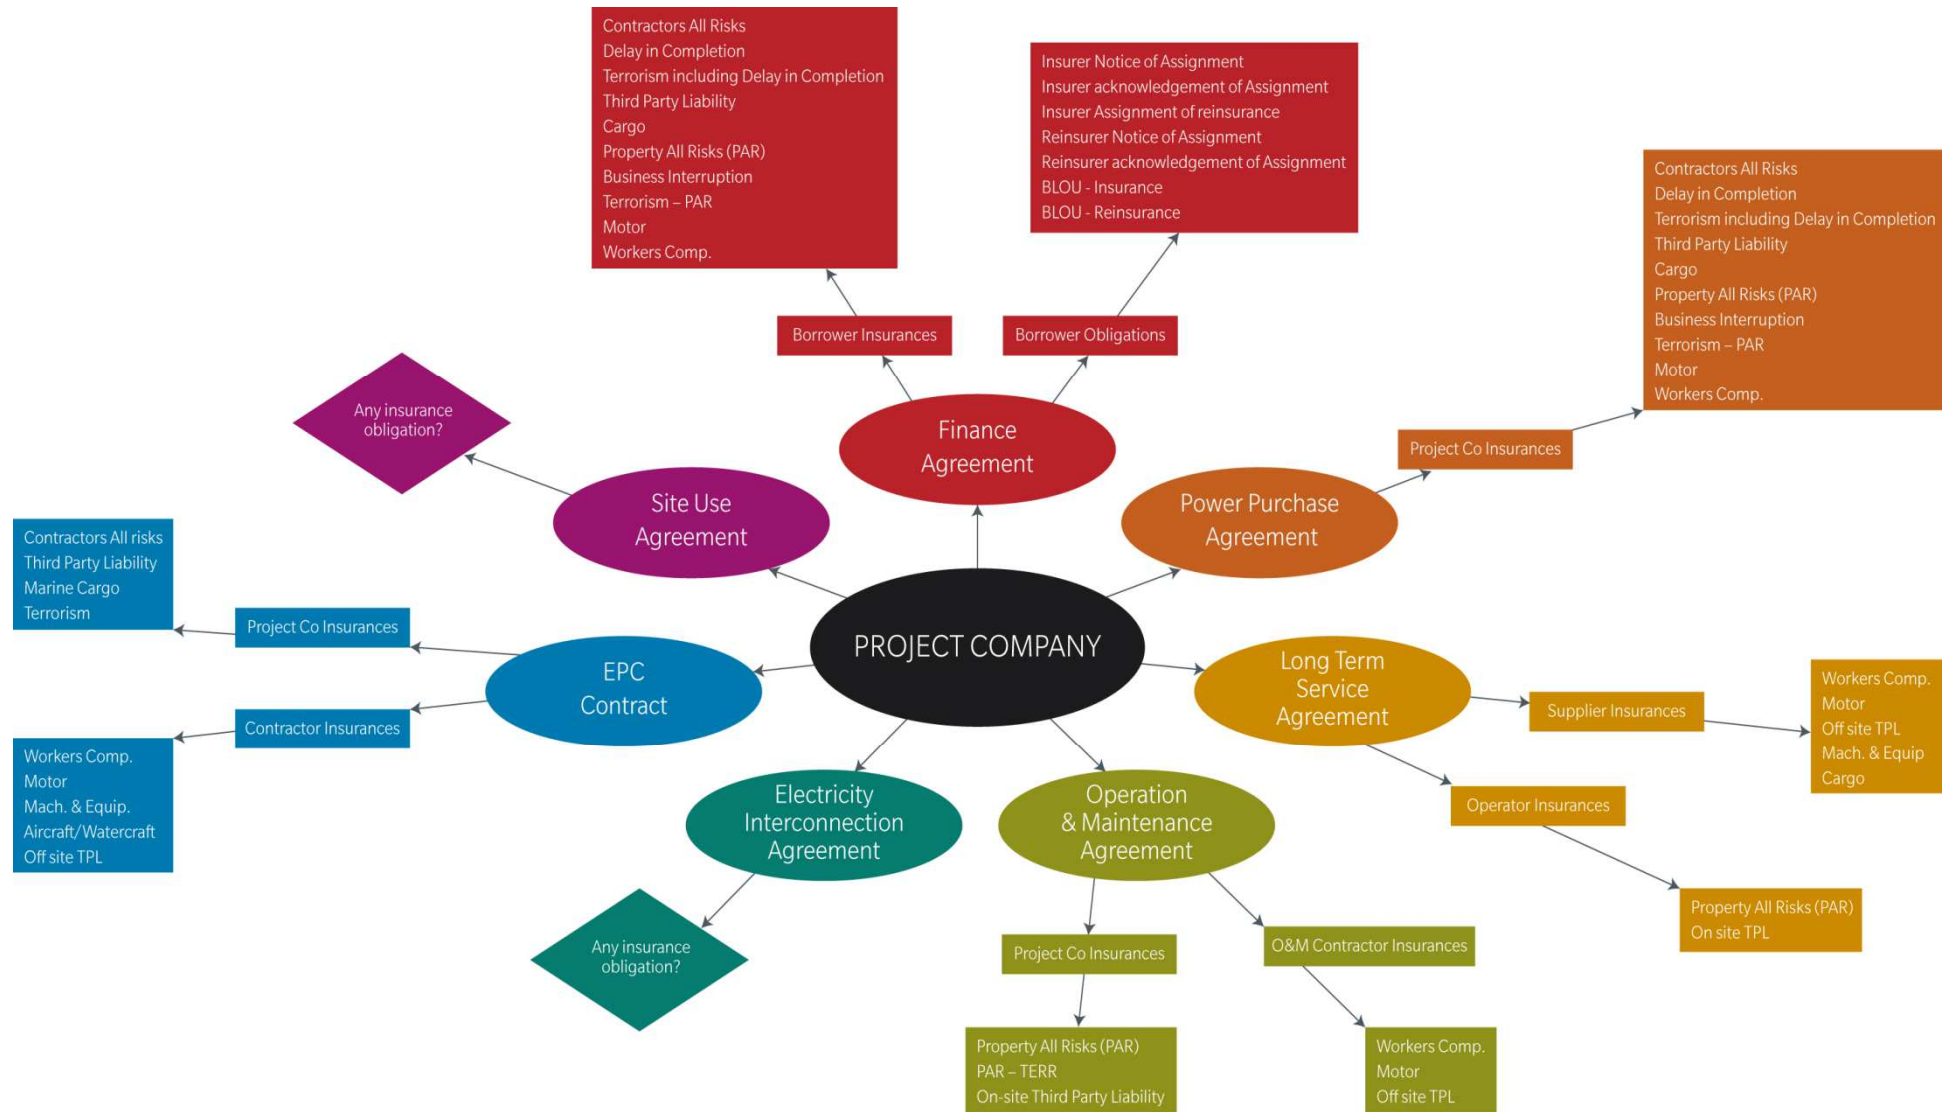 Contractors All Risks
Delay in Completion
Terrorism including Delay in Completion
Third Party Liability
Cargo
Property All Risks (PAR)
Business Interruption
Terrorism – PAR
Motor
Workers Comp.
Insurer Notice of Assignment
Insurer acknowledgement of Assignment
Insurer Assignment of reinsurance
Reinsurer Notice of Assignment
Reinsurer acknowledgement of Assignment
BLOU - Insurance
BLOU - Reinsurance
Contractors All Risks
Delay in Completion
Terrorism including Delay in Completion
Third Party Liability
Cargo
Property All Risks (PAR)
Business Interruption
Terrorism – PAR
Motor
Workers Comp.
Borrower Insurances
Borrower Obligations
Any insurance
obligation?
Finance
Agreement
Project Co Insurances
Site Use
Agreement
Power Purchase
Agreement
Contractors All risks
Third Party Liability
Marine Cargo
Terrorism
Project Co Insurances
PROJECT COMPANY
EPC
Contract
Long Term
Service
Agreement
Supplier Insurances
Workers Comp.
Motor
Off site TPL
Mach. & Equip
Cargo
Contractor Insurances
Workers Comp.
Motor
Mach. & Equip.
Aircraft/Watercraft
Off site TPL
Electricity
Interconnection
Agreement
Operation
& Maintenance
Agreement
Operator Insurances
Property All Risks (PAR)
On site TPL
Any insurance
obligation?
Project Co Insurances
O&M Contractor Insurances
Property All Risks (PAR)
PAR – TERR
On-site Third Party Liability
Workers Comp.
Motor
Off site TPL